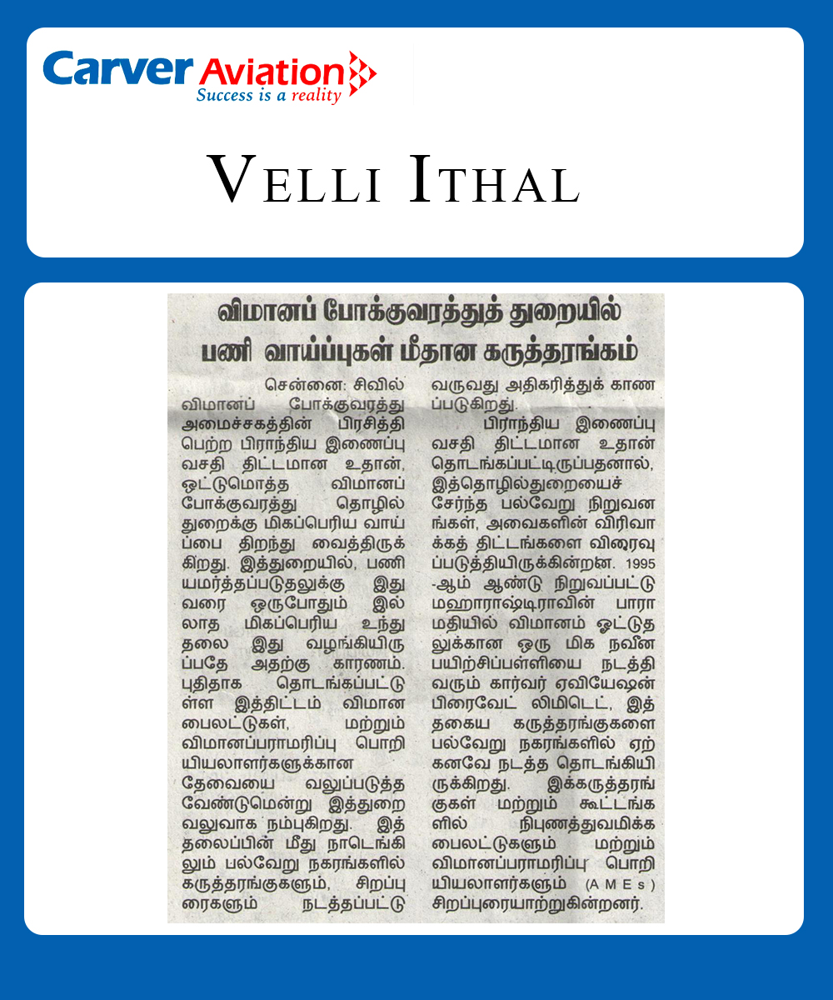 Carver Aviation
Success is a reality
VELLI ITHAL
விமானப் போக்குவரத்துத் துறையில்
பணி வாய்ப்புகள் மீதான கருத்தரங்கம்
சென்னை: சிவில்
விமானப் போக்குவரத்து
அமைச்சகத்தின் பிரசித்தி
பெற்ற பிராந்திய இணைப்பு
வசதி திட்டமான உதான்,
ஒட்டுமொத்த விமானப்
போக்குவரத்து தொழில்
துறைக்கு மிகப்பெரிய வாய்
ப்பை திறந்து வைத்திருக்
கிறது. இத்துறையில், பணி
யமர்த்தப்படுதலுக்கு இது
வரை ஒருபோதும் இல்
லாத மிகப்பெரிய உந்து
தலை இது வழங்கியிரு
ப்பதே அதற்கு காரணம்.
புதிதாக தொடங்கப்பட்டு
ள்ள இத்திட்டம் விமான
பைலட்டுகள், மற்றும்
விமானப்பராமரிப்பு பொறி
யியலாளர்களுக்கான
தேவையை வலுப்படுத்த
வேண்டுமென்று இத்துறை
வலுவாக நம்புகிறது. இத்
தலைப்பின் மீது நாடெங்கி
லும் பல்வேறு நகரங்களில்
கருத்தரங்குகளும், சிறப்பு
ரைகளும் நடத்தப்பட்டு
வருவது அதிகரித்துக் காண
ப்படுகிறது.
பிராந்திய இணைப்பு
வசதி திட்டமான உதான்
தொடங்கப்பட்டிருப்பதனால்,
இத்தொழில்துறையைச்
சேர்ந்த பல்வேறு நிறுவன
ங்கள், அவைகளின் விரிவா
க்கத் திட்டங்களை விரைவு
ப்படுத்தியிருக்கின்றன. 1995
-ஆம் ஆண்டு நிறுவப்பட்டு
மஹாராஷ்டிராவின் பாரா
மதியில் விமானம் ஓட்டுத
லுக்கான ஒரு மிக நவீன
பயிற்சிப்பள்ளியை நடத்தி
வரும் கார்வர் ஏவியேஷன்
பிரைவேட் லிமிடெட், இத்
தகைய கருத்தரங்குகளை
பல்வேறு நகரங்களில் ஏற்
கனவே நடத்த தொடங்கியி
ருக்கிறது. இக்கருத்தரங்
குகள் மற்றும் கூட்டங்க
ளில் நிபுணத்துவமிக்க
பைலட்டுகளும் மற்றும்
விமானப்பராமரிப்பு பொறி
யியலாளர்களும் (AMEs)
சிறப்புரையாற்றுகின்றனர்.